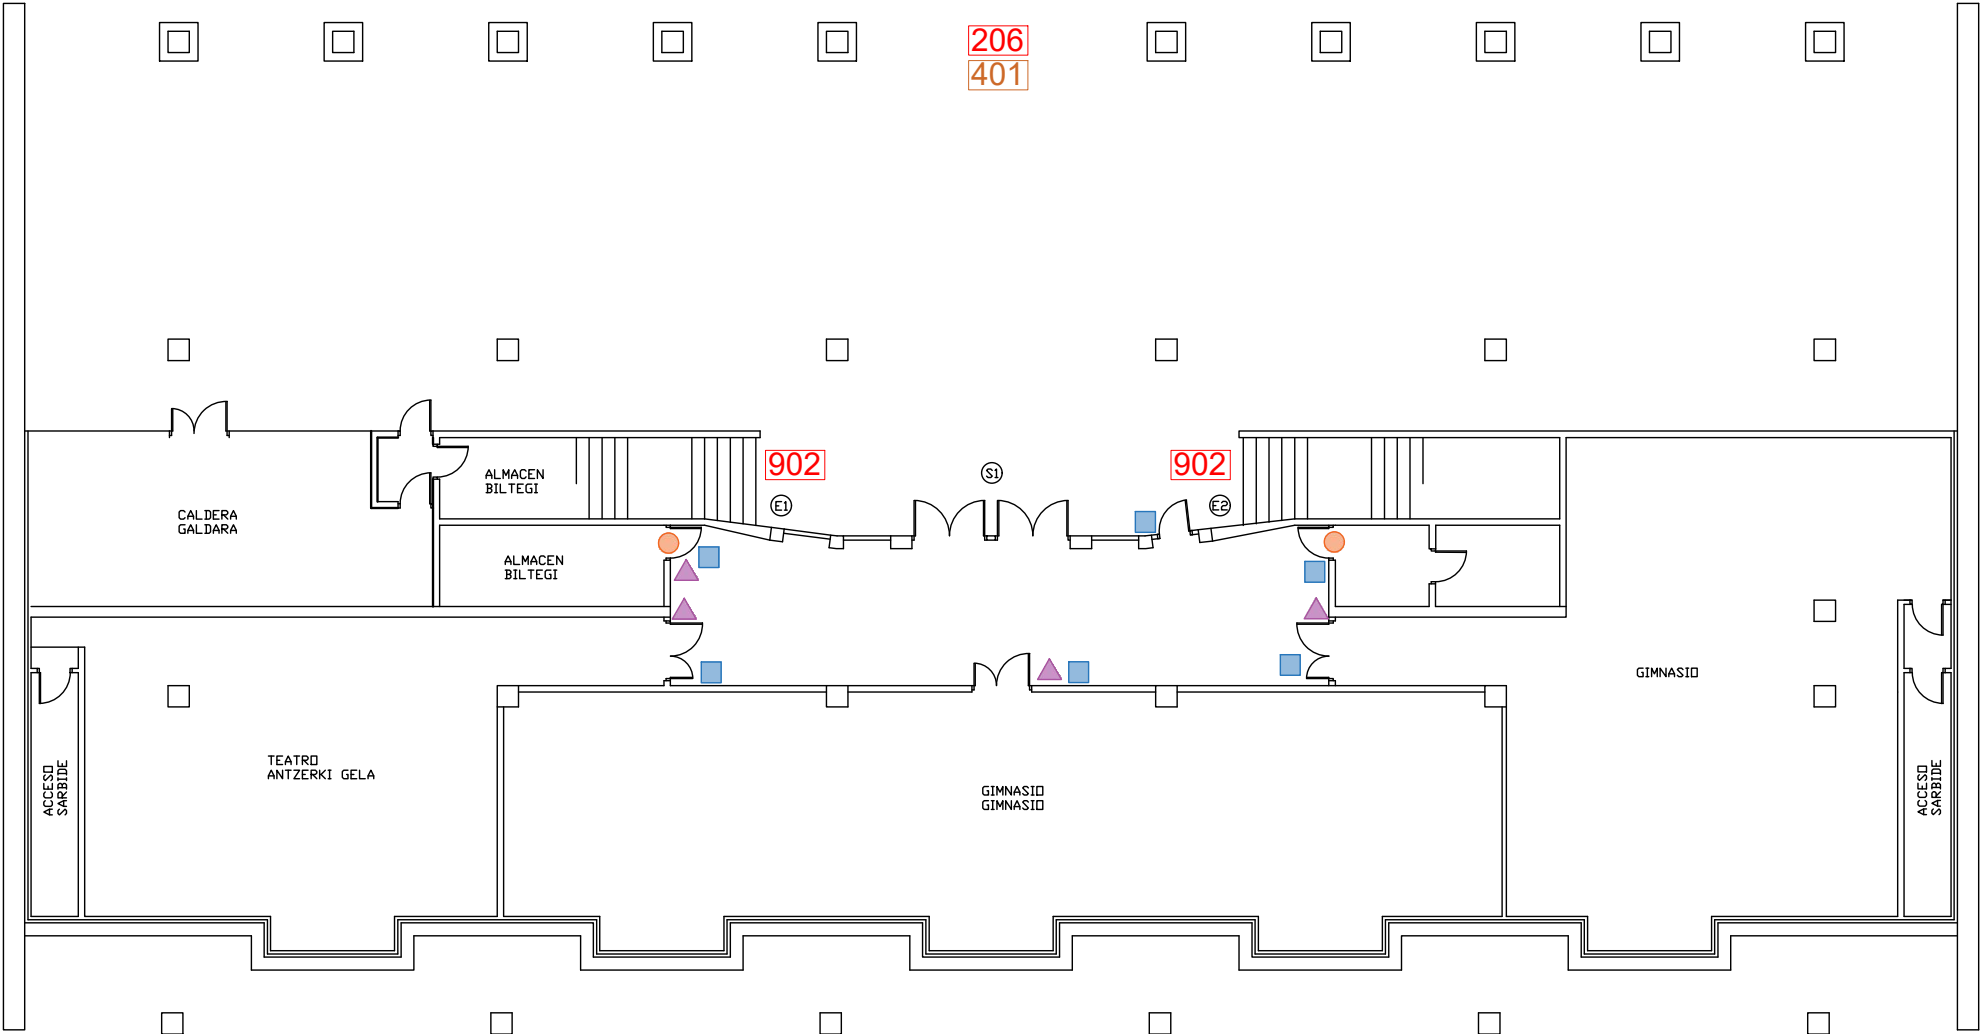 206
401
902
902
S1
E1
E2
ALMACEN
BILTEGI
CALDERA
GALDARA
ALMACEN
BILTEGI
GIMNASIO
TEATRO
ANTZERKI GELA
ACCESO
SARBIDE
GIMNASIO
GIMNASIO
ACCESO
SARBIDE